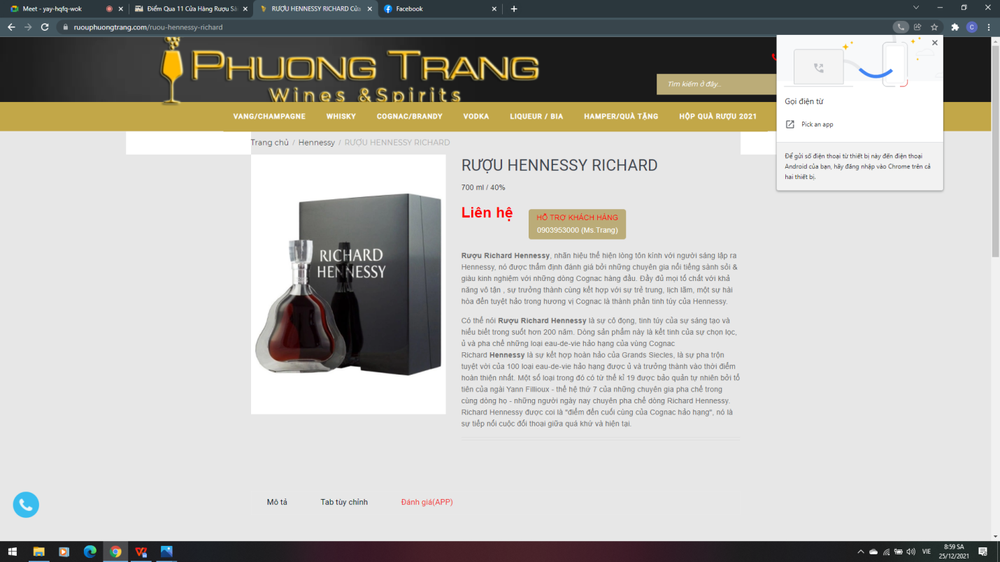 Meet - yay-hqfq-wok
Điểm Qua 11 Cửa Hàng Rượu Sá
RƯỢU HENNESSY RICHARD Cửa
Facebook
ruouphuongtrang.com/ruou-hennessy-richard
C
PHUONG TRANG
Wines & Spirits
Tìm kiếm ở đây...
Gọi điện từ
Pick an app
Để gửi số điện thoại từ thiết bị này đến điện thoại
Android của bạn, hãy đăng nhập vào Chrome trên cả
hai thiết bị.
VANG/CHAMPAGNE WHISKY COGNAC/BRANDY VODKA LIQUEUR / BIA HAMPER/QUÀ TẶNG HỘP QUÀ RƯỢU 2021
Trang chủ / Hennessy / RƯỢU HENNESSY RICHARD
RICHARD
HENNESSY
RƯỢU HENNESSY RICHARD
700 ml / 40%
Liên hệ
HỖ TRỢ KHÁCH HÀNG
0903953000 (Ms.Trang)
Rượu Richard Hennessy, nhãn hiệu thể hiện lòng tôn kính với người sáng lập ra
Hennessy, nó được thẩm định đánh giá bởi những chuyên gia nổi tiếng sành sỏi &
giàu kinh nghiệm với những dòng Cognac hàng đầu. Đầy đủ mọi tố chất với khả
năng vô tận , sự trưởng thành cùng kết hợp với sự trẻ trung, lịch lãm, một sự hài
hòa đến tuyệt hảo trong hương vị Cognac là thành phần tinh túy của Hennessy.
Có thể nói Rượu Richard Hennessy là sự cô đọng, tinh túy của sự sáng tạo và
hiểu biết trong suốt hơn 200 năm. Dòng sản phẩm này là kết tinh của sự chọn lọc,
ủ và pha chế những loại eau-de-vie hảo hạng của vùng Cognac
Richard Hennessy là sự kết hợp hoàn hảo của Grands Siecles, là sự pha trộn
tuyệt vời của 100 loại eau-de-vie hảo hạng được ủ và trưởng thành vào thời điểm
hoàn thiện nhất. Một số loại trong đó có từ thế kỉ 19 được bảo quản tự nhiên bởi tổ
tiên của ngài Yann Fillioux - thế hệ thứ 7 của những chuyên gia pha chế trong
cùng dòng họ - những người ngày nay chuyên pha chế dòng Richard Hennessy.
Richard Hennessy được coi là "điểm đến cuối cùng của Cognac hảo hạng", nó là
sự tiếp nối cuộc đối thoại giữa quá khứ và hiện tại.
Mô tả Tab tùy chỉnh Đánh giá(APP)
VIE
8:59 SA
25/12/2021